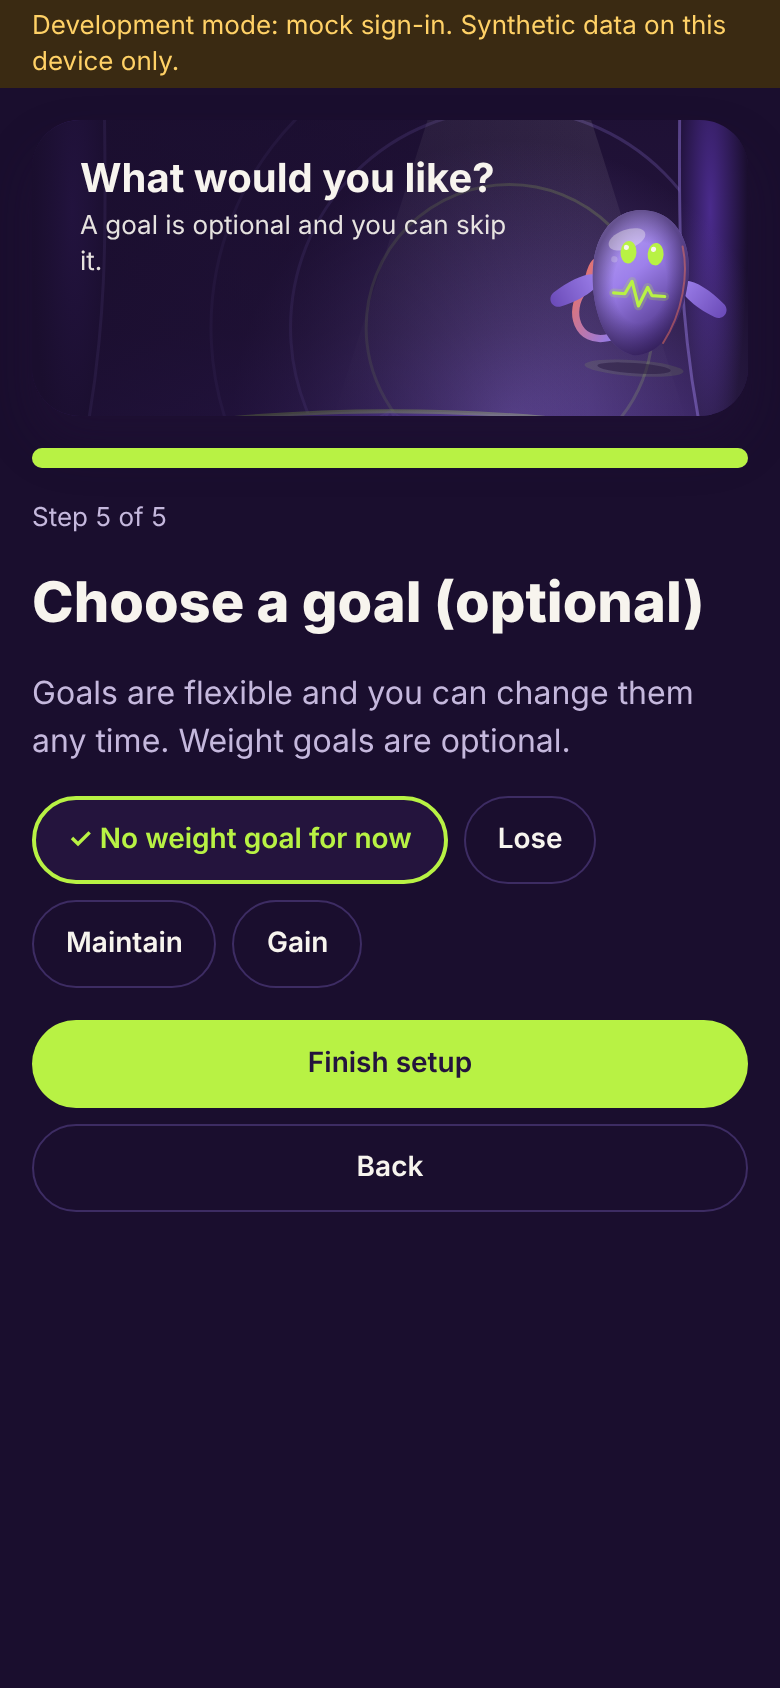 Development mode: mock sign-in. Synthetic data on this
device only.
What would you like?
A goal is optional and you can skip
it.
Step 5 of 5
Choose a goal (optional)
Goals are flexible and you can change them
any time. Weight goals are optional.
✓ No weight goal for now
Lose
Maintain
Gain
Finish setup
Back